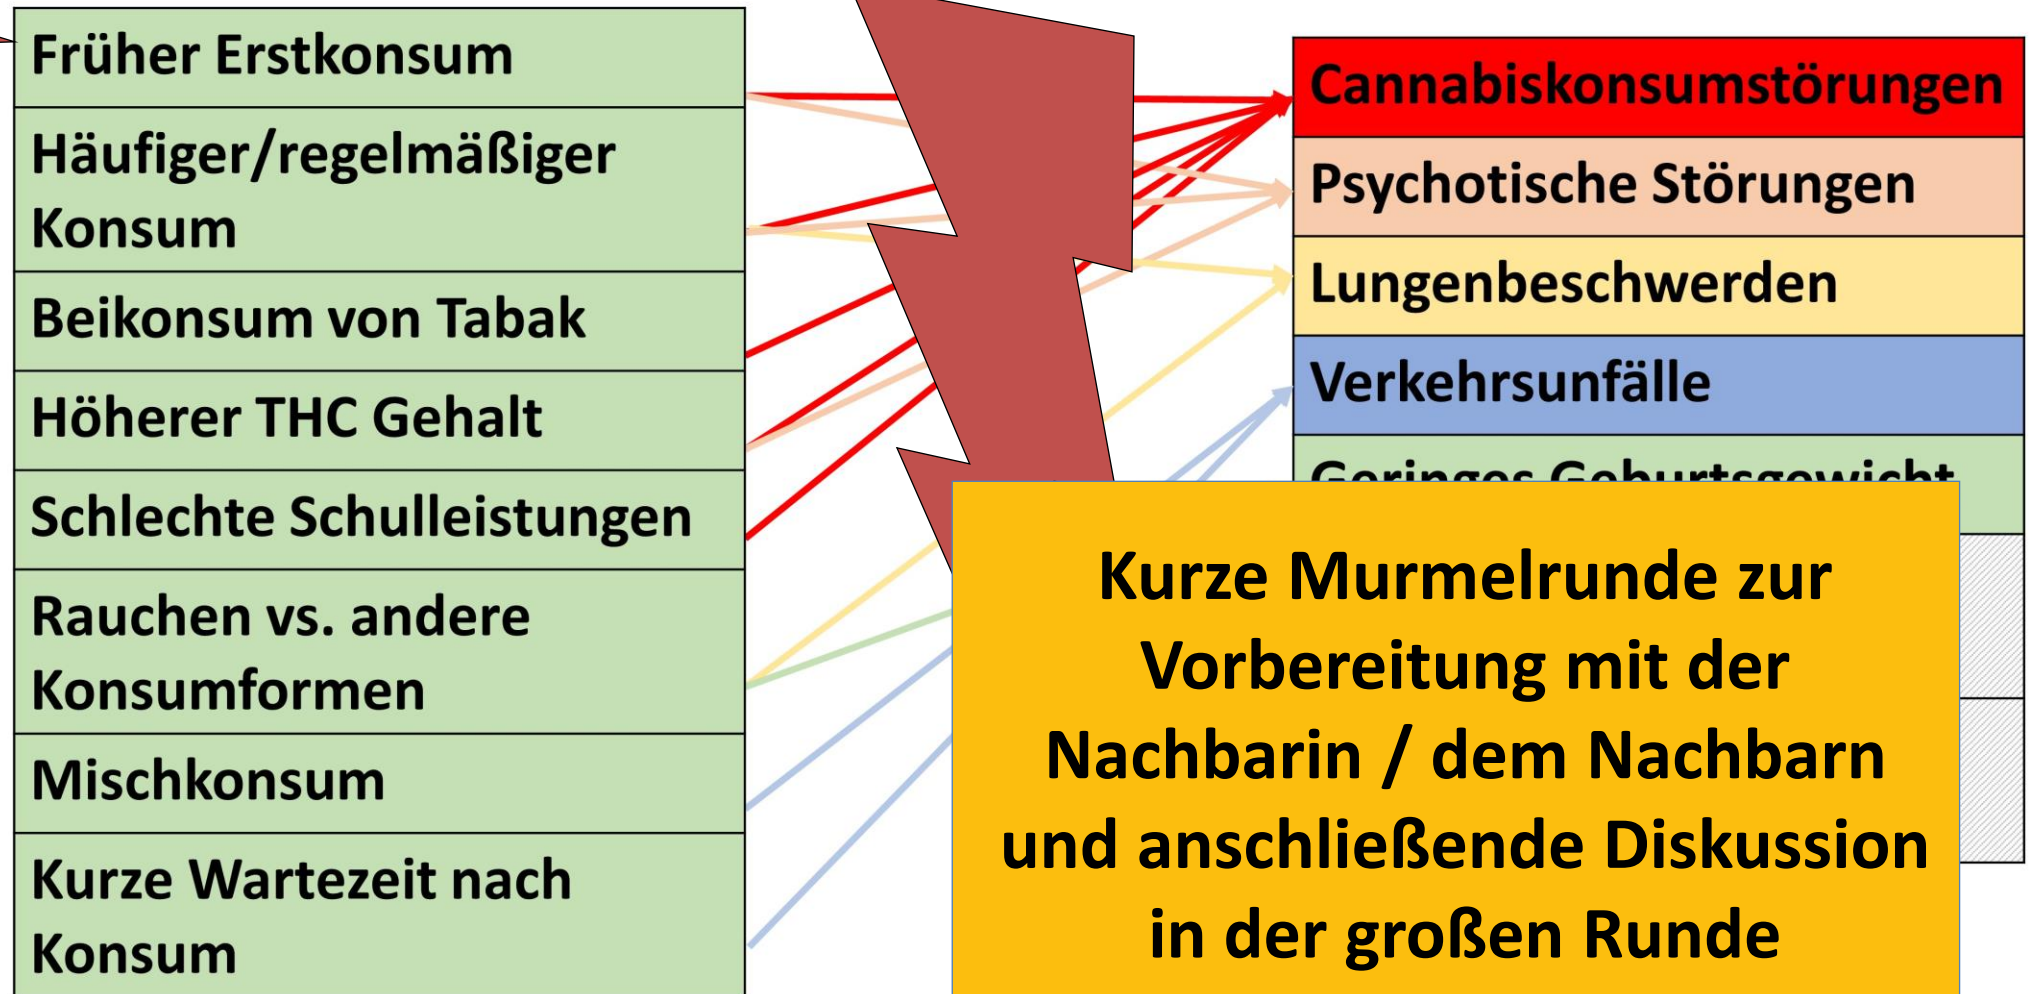 Früher Erstkonsum
Häufiger/regelmäßiger
Konsum
Beikonsum von Tabak
Höherer THC Gehalt
Schlechte Schulleistungen
Rauchen vs. andere
Konsumformen
Mischkonsum
Kurze Wartezeit nach
Konsum
Cannabiskonsumstörungen
Psychotische Störungen
Lungenbeschwerden
Verkehrsunfälle
Geringes Geburtsgewicht
Kurze Murmelrunde zur
Vorbereitung mit der
Nachbarin / dem Nachbarn
und anschließende Diskussion
in der großen Runde